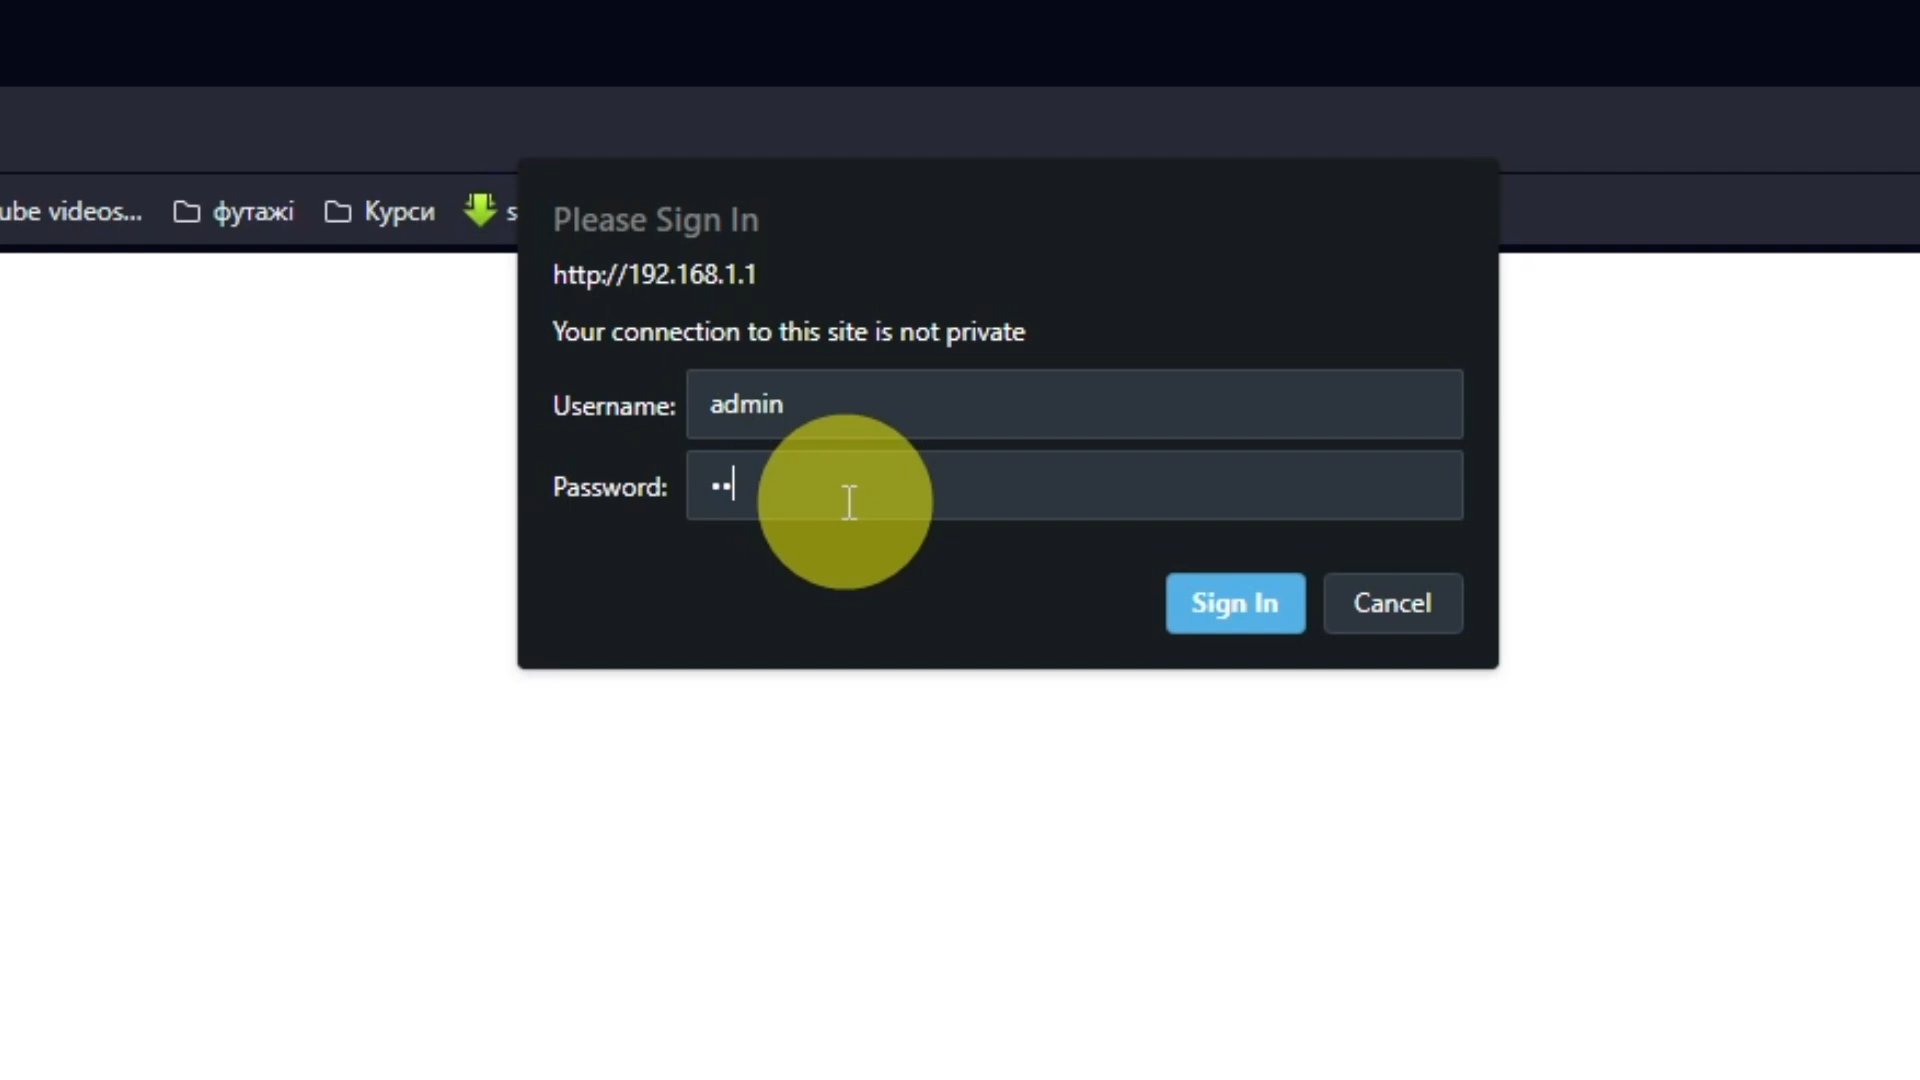 ube videos... футажі Курси s
Please Sign In
http://192.168.1.1
Your connection to this site is not private
Username: admin
Password: ••
Sign In Cancel